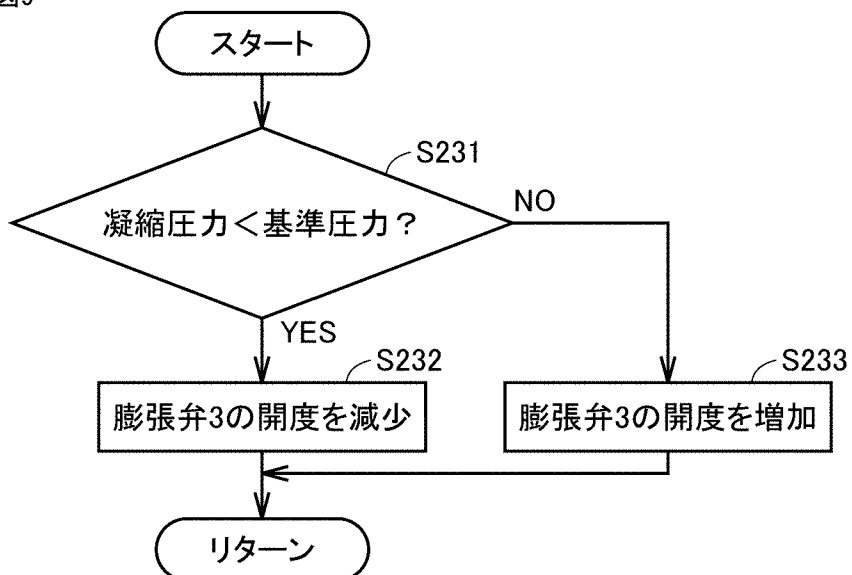 スタート
S231
凝縮圧力＜基準圧力？
NO
YES
S232
S233
膨張弁3の開度を減少
膨張弁3の開度を増加
リターン